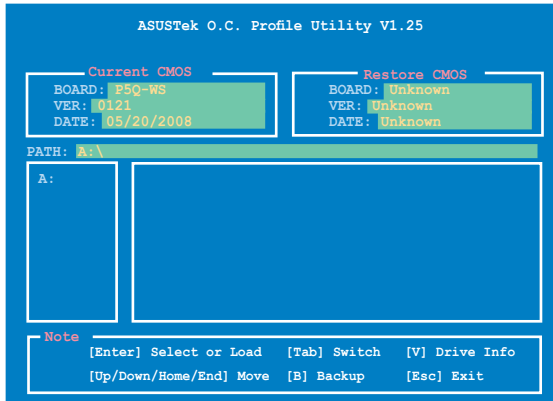 ASUSTek O.C. Profile Utility V1.25
Current CMOS
BOARD: P5Q-WS
VER: 0121
DATE: 05/20/2008
Restore CMOS
BOARD: Unknown
VER: Unknown
DATE: Unknown
PATH: A:\
A:
Note
[Enter] Select or Load [Tab] Switch [V] Drive Info
[Up/Down/Home/End] Move [B] Backup [Esc] Exit